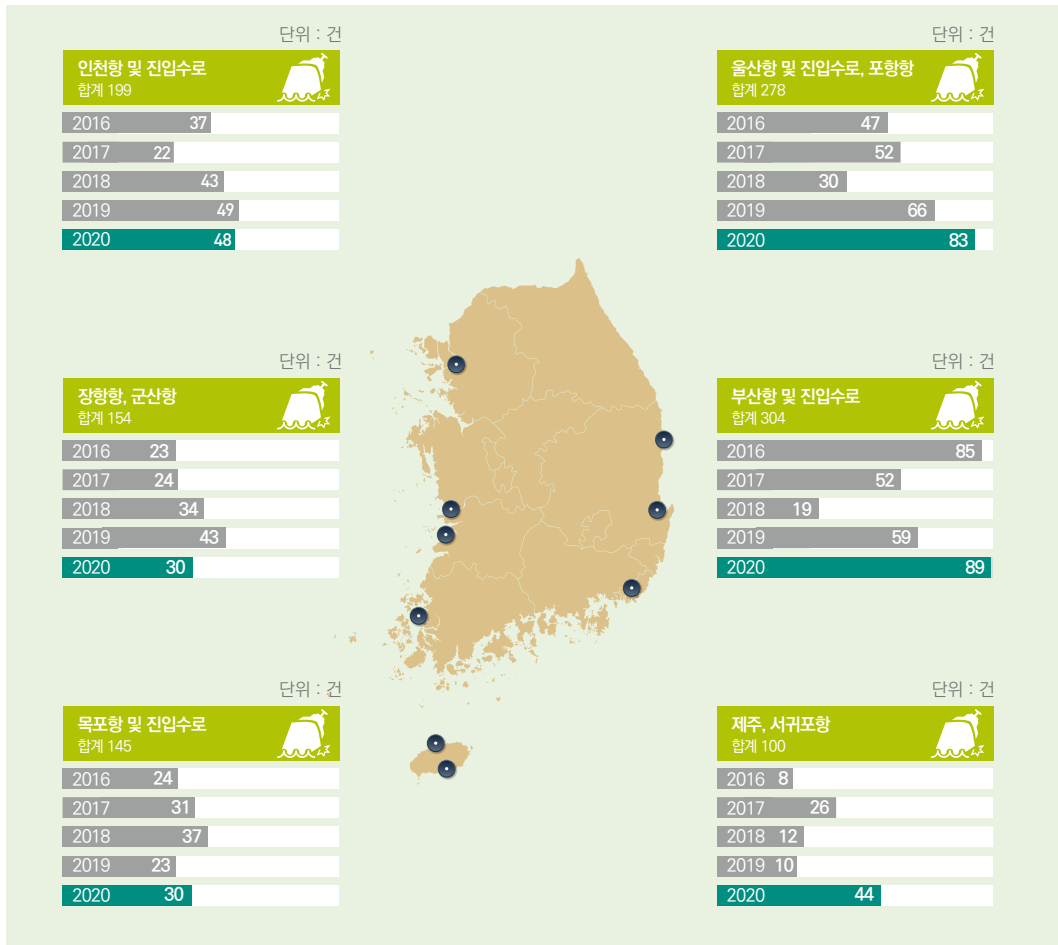 단위 : 건
인천항 및 진입수로
합계 199
2016 37
2017 22
2018 43
2019 49
2020 48
단위 : 건
울산항 및 진입수로, 포항항
합계 278
2016 47
2017 52
2018 30
2019 66
2020 83
단위 : 건
장항항, 군산항
합계 154
2016 23
2017 24
2018 34
2019 43
2020 30
단위 : 건
부산항 및 진입수로
합계 304
2016 85
2017 52
2018 19
2019 59
2020 89
단위 : 건
목포항 및 진입수로
합계 145
2016 24
2017 31
2018 37
2019 23
2020 30
단위 : 건
제주, 서귀포항
합계 100
2016 8
2017 26
2018 12
2019 10
2020 44